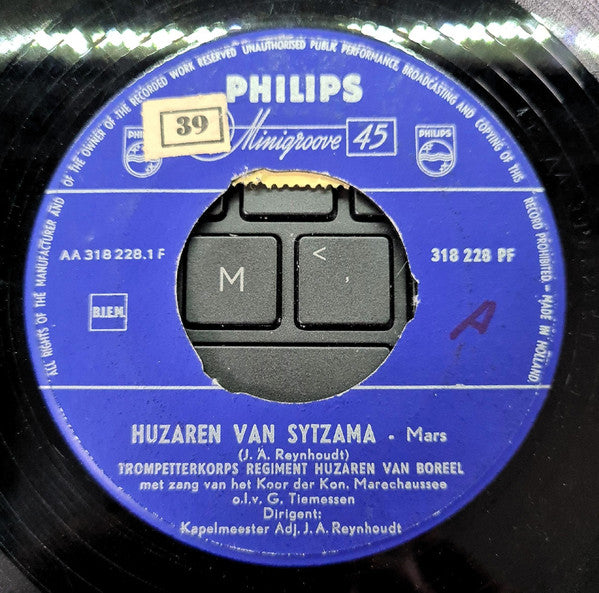 ALL RIGHTS OF THE MANUFACTURER AND OF THE OWNER OF THE RECORDED WORK RESERVED UNAUTHORISED PUBLIC PERFORMANCE, BROADCASTING AND COPYING OF THIS RECORD PROHIBITED. - MADE IN HOLLAND.
PHILIPS
39
PHILIPS
Minigroove 45
AA 318 228.1 F
318 228 PF
B.I.E.M.
M
<
,
A
HUZAREN VAN SYTZAMA - Mars
(J. Ä. Reynhoudt)
TROMPETTERKORPS REGIMENT HUZAREN VAN BOREEL
met zang van het Koor der Kon. Marechaussee
o.l.v. G. Tiemessen
Dirigent:
Kapelmeester Adj. J. A. Reynhoudt